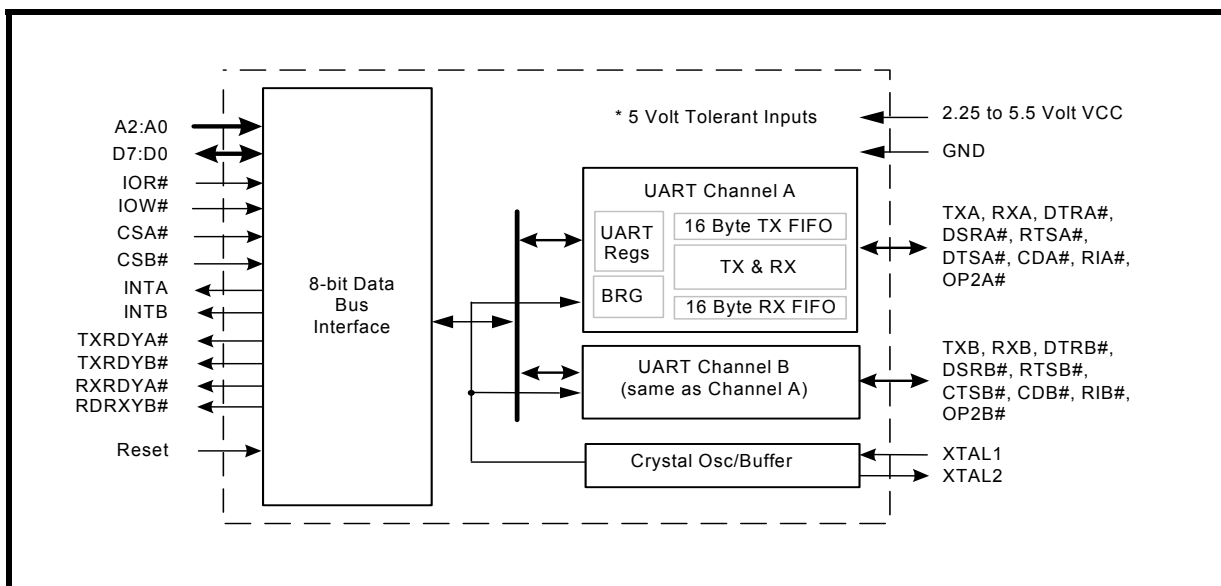 A2:A0
D7:D0
IOR#
IOW#
CSA#
CSB#
INTA
INTB
TXRDYA#
TXRDYB#
RXRDYA#
RDRXYB#
Reset
8-bit Data
Bus
Interface
* 5 Volt Tolerant Inputs
UART Channel A
UART
Regs
BRG
16 Byte TX FIFO
TX & RX
16 Byte RX FIFO
UART Channel B
(same as Channel A)
Crystal Osc/Buffer
2.25 to 5.5 Volt VCC
GND
TXA, RXA, DTRA#,
DSRA#, RTSA#,
DTSA#, CDA#, RIA#,
OP2A#
TXB, RXB, DTRB#,
DSRB#, RTSB#,
CTSB#, CDB#, RIB#,
OP2B#
XTAL1
XTAL2